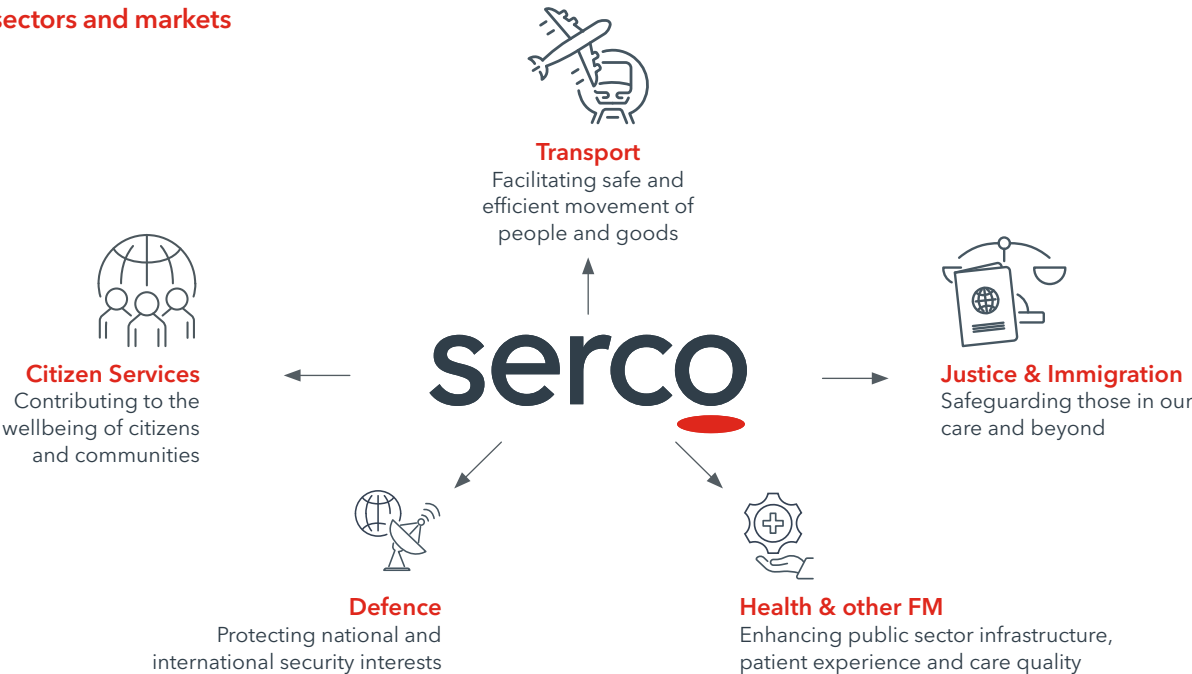 sectors and markets
Transport
Facilitating safe and
efficient movement of
people and goods
Citizen Services
Contributing to the
wellbeing of citizens
and communities
serco
Justice & Immigration
Safeguarding those in our
care and beyond
Defence
Protecting national and
international security interests
Health & other FM
Enhancing public sector infrastructure,
patient experience and care quality